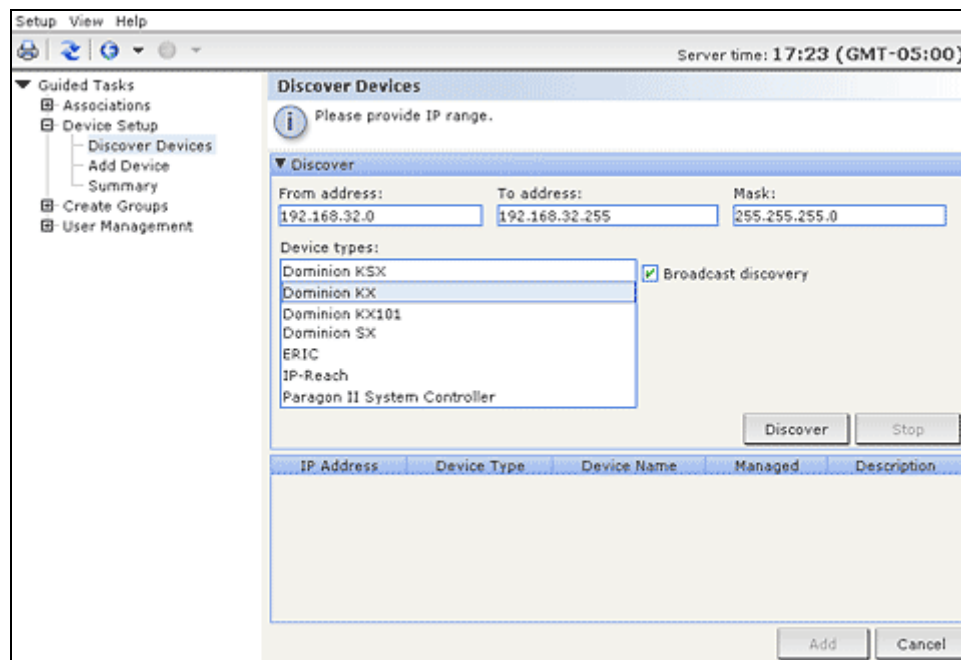 Setup View Help
Server time: 17:23 (GMT-05:00)
Guided Tasks
Associations
Device Setup
Discover Devices
Add Device
Summary
Create Groups
User Management
Discover Devices
Please provide IP range.
Discover
From address: To address: Mask:
192.168.32.0 192.168.32.255 255.255.255.0
Device types:
Dominion KSX
Dominion KX
Dominion KX101
Dominion SX
ERIC
IP-Reach
Paragon II System Controller
Broadcast discovery
Discover Stop
IP Address Device Type Device Name Managed Description
Add Cancel